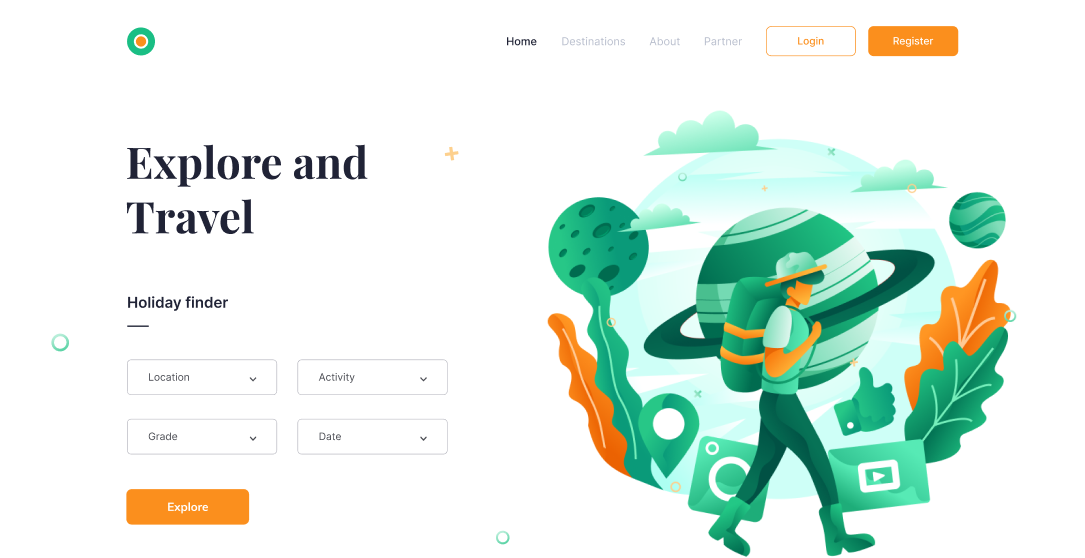 Home
Destinations
About
Partner
Login
Register
Explore and
Travel
Holiday finder
Location
Activity
Grade
Date
Explore